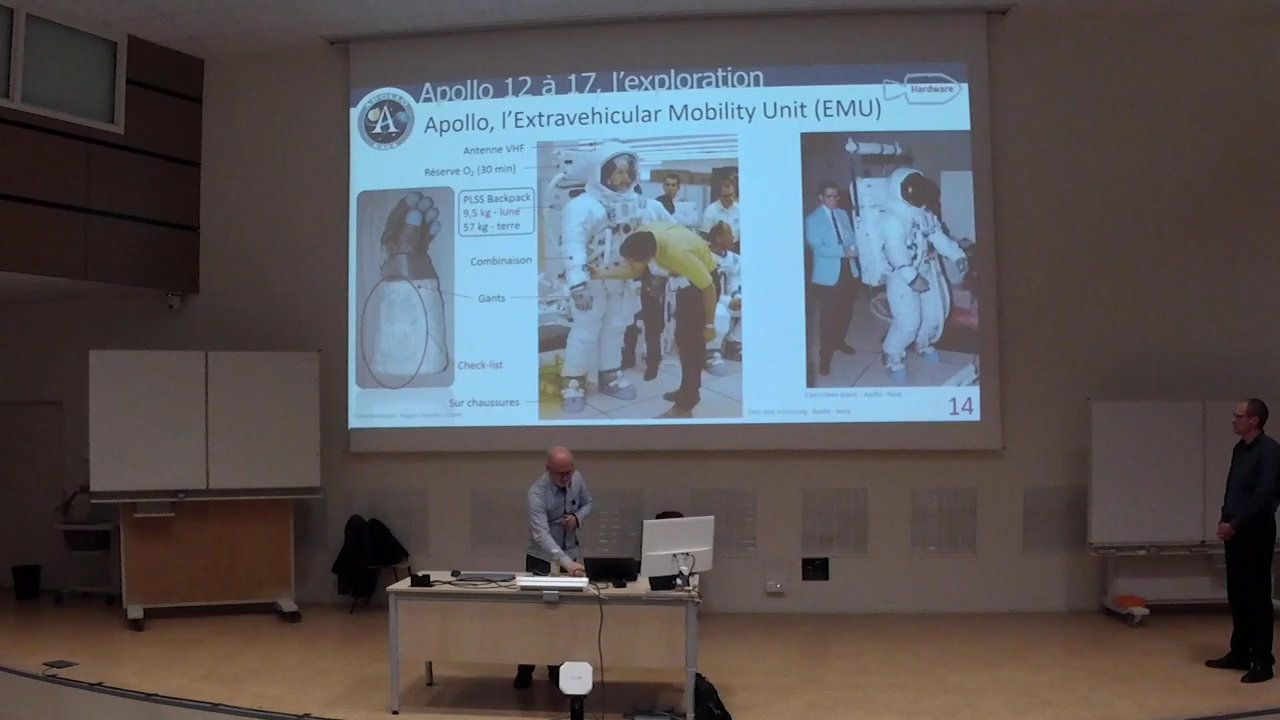 Apollo 12 à 17, l'exploration
Hardware
Apollo, l'Extravehicular Mobility Unit (EMU)
Antenne VHF
Réserve O₂ (30 min)
PLSS Backpack
9,5 kg - lune
57 kg - terre
Combinaison
Gants
Check-list
Sur chaussures
14